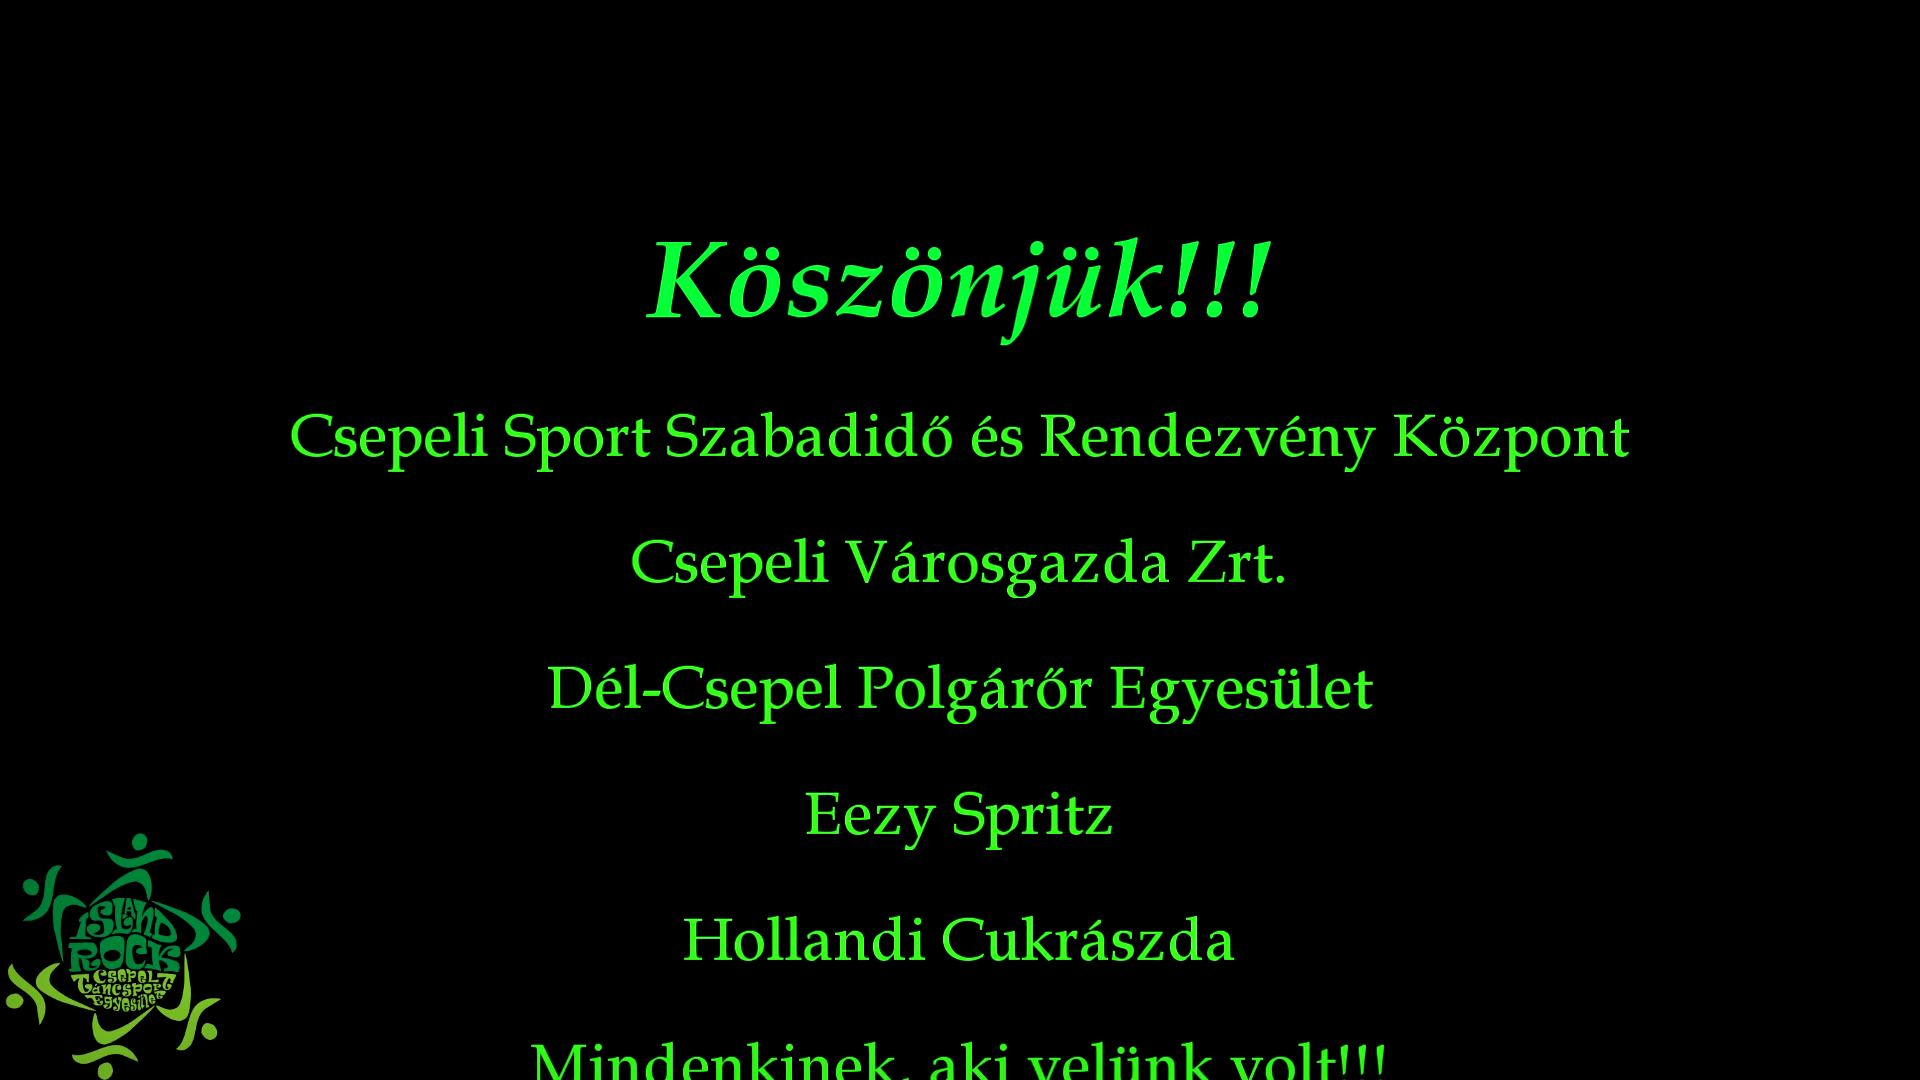 Köszönjük!!!
Csepeli Sport Szabadidő és Rendezvény Központ
Csepeli Városgazda Zrt.
Dél-Csepel Polgárőr Egyesület
Eezy Spritz
Hollandi Cukrászda
Mindenkinek, aki velünk volt!!!
ISLAND
ROCK
CSEPEL
Táncsport
Egyesület